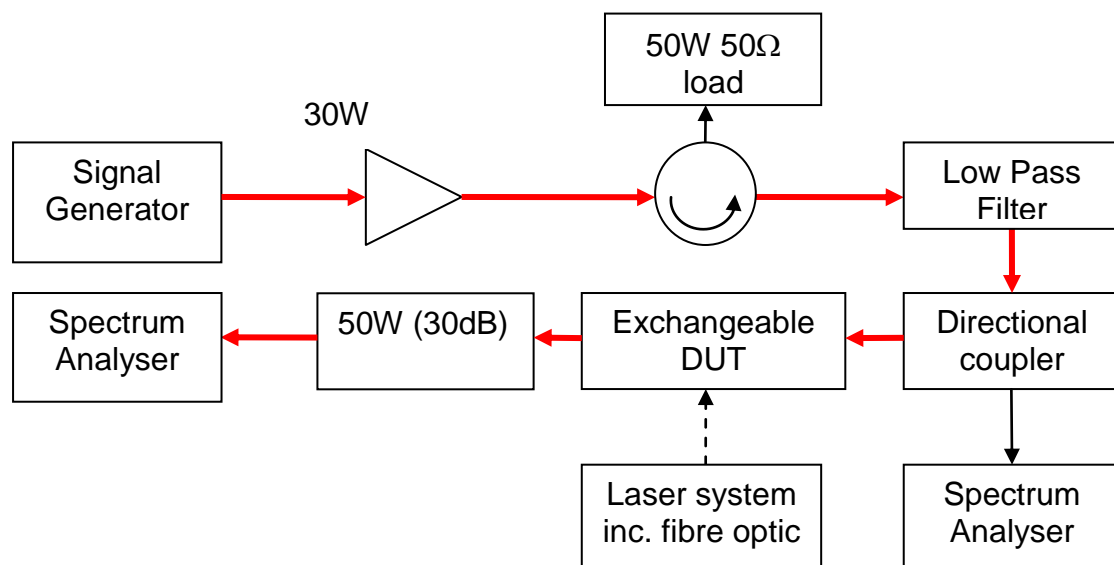 50W 50Ω
load
30W
Signal
Generator
Low Pass
Filter
Spectrum
Analyser
50W (30dB)
Exchangeable
DUT
Directional
coupler
Laser system
inc. fibre optic
Spectrum
Analyser